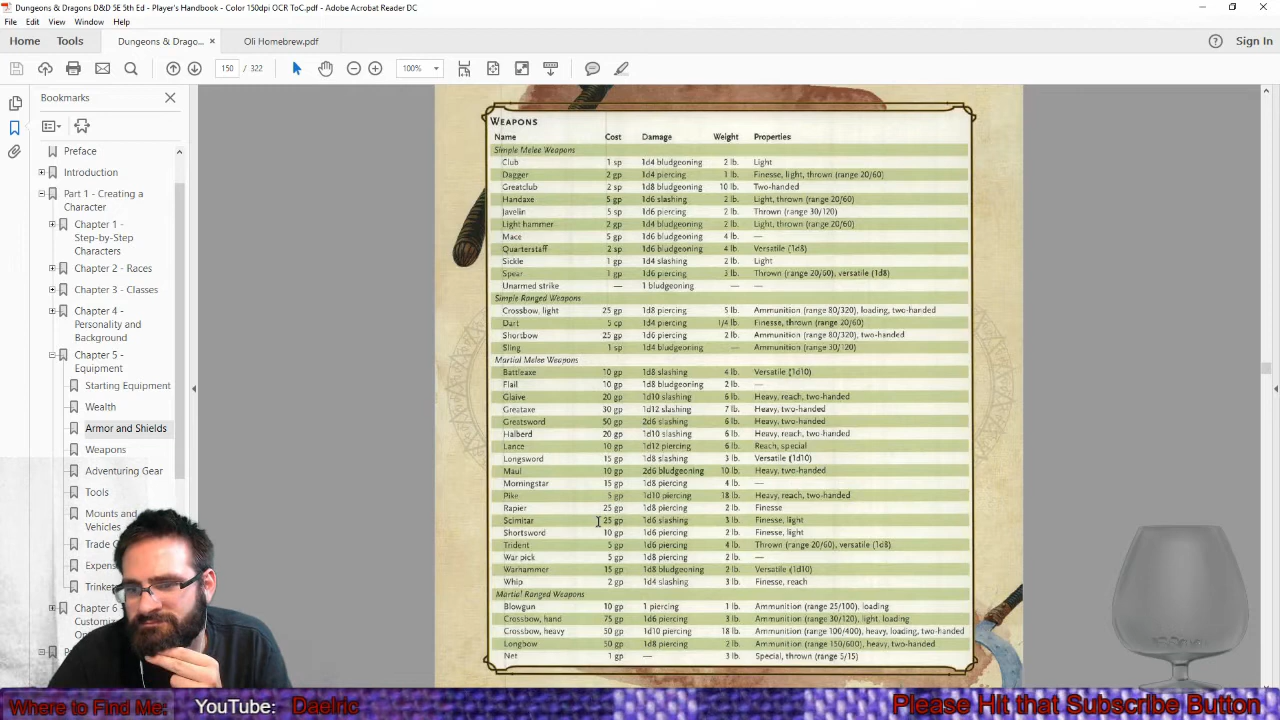 Dungeons & Dragons D&D 5E 5th Ed - Player's Handbook - Color 150dpi OCR ToC.pdf - Adobe Acrobat Reader DC
File Edit View Window Help
Home Tools Dungeons & Drago... × Oli Homebrew.pdf Sign In
150 / 322 100%
Bookmarks
Preface
Introduction
Part 1 - Creating a
Character
Chapter 1 -
Step-by-Step
Characters
Chapter 2 - Races
Chapter 3 - Classes
Chapter 4 -
Personality and
Background
Chapter 5 -
Equipment
Starting Equipment
Wealth
Armor and Shields
Weapons
Adventuring Gear
Tools
Mounts and
Vehicles
Trade G
Expens
Trinke
Chapter 6
Customiz
Opti
WEAPONS
Name Cost Damage Weight Properties
Simple Melee Weapons
Club 1 sp 1d4 bludgeoning 2 lb. Light
Dagger 2 gp 1d4 piercing 1 lb. Finesse, light, thrown (range 20/60)
Greatclub 2 sp 1d8 bludgeoning 10 lb. Two-handed
Handaxe 5 gp 1d6 slashing 2 lb. Light, thrown (range 20/60)
Javelin 5 sp 1d6 piercing 2 lb. Thrown (range 30/120)
Light hammer 2 gp 1d4 bludgeoning 2 lb. Light, thrown (range 20/60)
Mace 5 gp 1d6 bludgeoning 4 lb. —
Quarterstaff 2 sp 1d6 bludgeoning 4 lb. Versatile (1d8)
Sickle 1 gp 1d4 slashing 2 lb. Light
Spear 1 gp 1d6 piercing 3 lb. Thrown (range 20/60), versatile (1d8)
Unarmed strike — 1 bludgeoning — —
Simple Ranged Weapons
Crossbow, light 25 gp 1d8 piercing 5 lb. Ammunition (range 80/320), loading, two-handed
Dart 5 cp 1d4 piercing 1/4 lb. Finesse, thrown (range 20/60)
Shortbow 25 gp 1d6 piercing 2 lb. Ammunition (range 80/320), two-handed
Sling 1 sp 1d4 bludgeoning — Ammunition (range 30/120)
Martial Melee Weapons
Battleaxe 10 gp 1d8 slashing 4 lb. Versatile (1d10)
Flail 10 gp 1d8 bludgeoning 2 lb. —
Glaive 20 gp 1d10 slashing 6 lb. Heavy, reach, two-handed
Greataxe 30 gp 1d12 slashing 7 lb. Heavy, two-handed
Greatsword 50 gp 2d6 slashing 6 lb. Heavy, two-handed
Halberd 20 gp 1d10 slashing 6 lb. Heavy, reach, two-handed
Lance 10 gp 1d12 piercing 6 lb. Reach, special
Longsword 15 gp 1d8 slashing 3 lb. Versatile (1d10)
Maul 10 gp 2d6 bludgeoning 10 lb. Heavy, two-handed
Morningstar 15 gp 1d8 piercing 4 lb. —
Pike 5 gp 1d10 piercing 18 lb. Heavy, reach, two-handed
Rapier 25 gp 1d8 piercing 2 lb. Finesse
Scimitar 25 gp 1d6 slashing 3 lb. Finesse, light
Shortsword 10 gp 1d6 piercing 2 lb. Finesse, light
Trident 5 gp 1d6 piercing 4 lb. Thrown (range 20/60), versatile (1d8)
War pick 5 gp 1d8 piercing 2 lb. —
Warhammer 15 gp 1d8 bludgeoning 2 lb. Versatile (1d10)
Whip 2 gp 1d4 slashing 3 lb. Finesse, reach
Martial Ranged Weapons
Blowgun 10 gp 1 piercing 1 lb. Ammunition (range 25/100), loading
Crossbow, hand 75 gp 1d6 piercing 3 lb. Ammunition (range 30/120), light, loading
Crossbow, heavy 50 gp 1d10 piercing 18 lb. Ammunition (range 100/400), heavy, loading, two-handed
Longbow 50 gp 1d8 piercing 2 lb. Ammunition (range 150/600), heavy, two-handed
Net 1 gp — 3 lb. Special, thrown (range 5/15)
Where to Find Me: YouTube: Daelric Please Hit that Subscribe Button